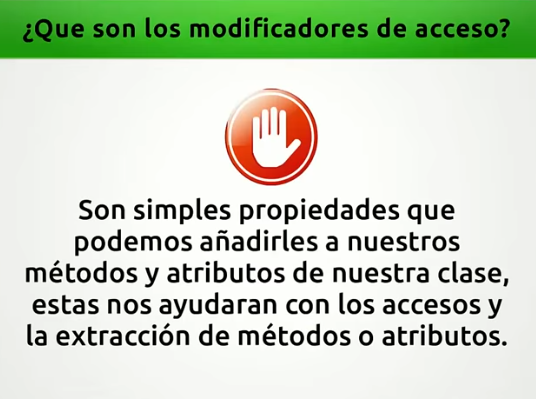 ¿Que son los modificadores de acceso?
Son simples propiedades que
podemos añadirles a nuestros
métodos y atributos de nuestra clase,
estas nos ayudaran con los accesos y
la extracción de métodos o atributos.